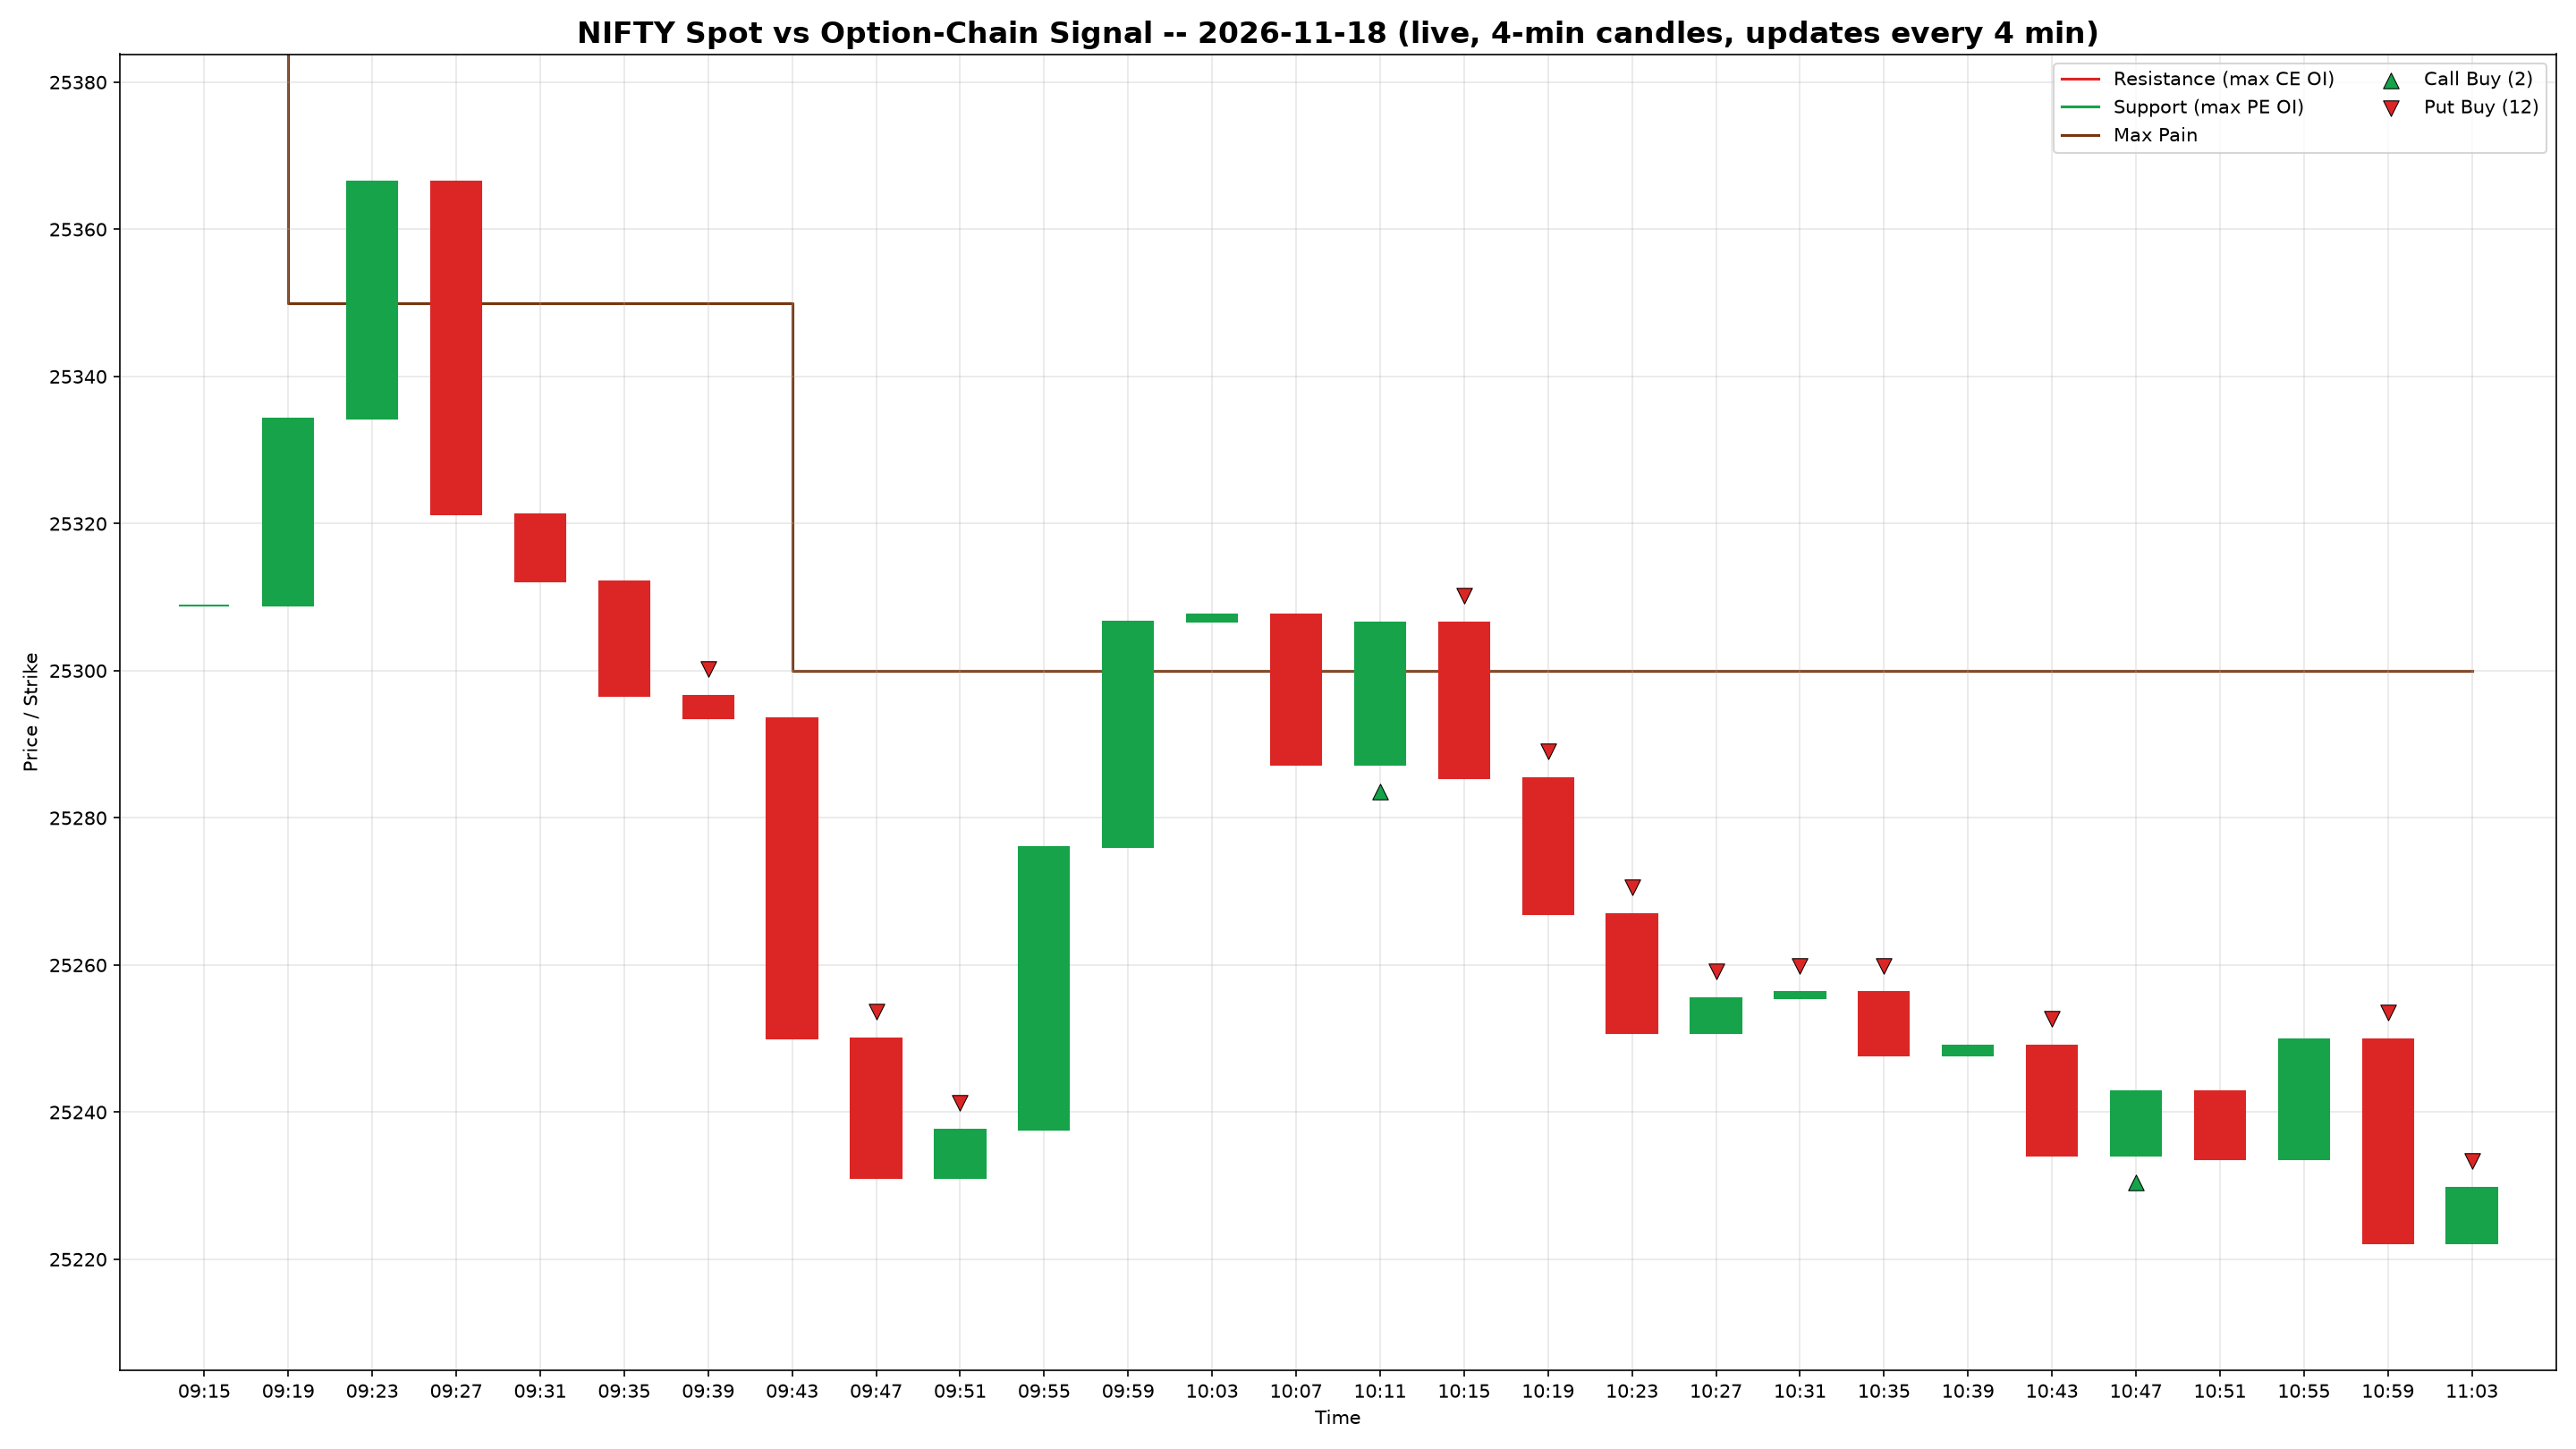 NIFTY Spot vs Option-Chain Signal -- 2026-11-18 (live, 4-min candles, updates every 4 min)
Resistance (max CE OI)
Support (max PE OI)
Max Pain
Call Buy (2)
Put Buy (12)
Price / Strike
25380
25360
25340
25320
25300
25280
25260
25240
25220
09:15 09:19 09:23 09:27 09:31 09:35 09:39 09:43 09:47 09:51 09:55 09:59 10:03 10:07 10:11 10:15 10:19 10:23 10:27 10:31 10:35 10:39 10:43 10:47 10:51 10:55 10:59 11:03
Time